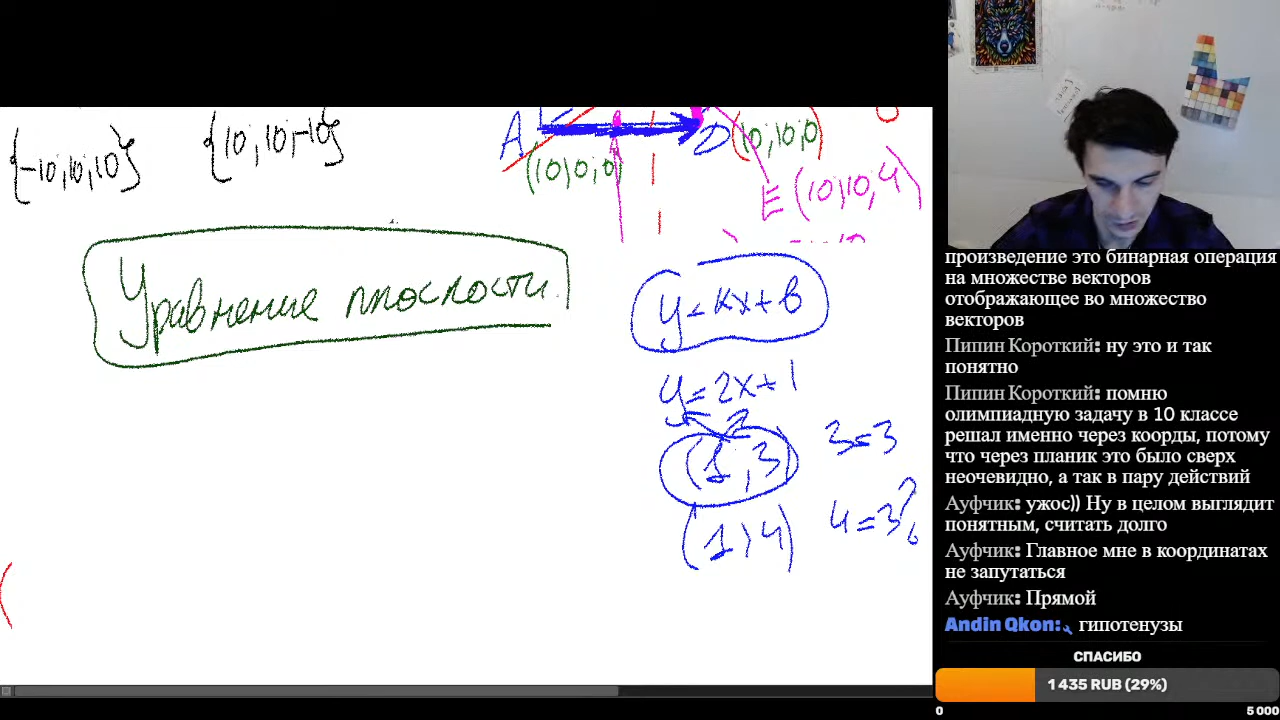 {-10,10,10}
{10,10,-10}
A
(10,0,0)
D
(10,10,0)
E (10,10,4
Уравнение плоскости
y=kx+b
y=2x+1
(1,3)
3=3
(1,4)
4=3?
произведение это бинарная операция
на множестве векторов
отображающее во множество
векторов
Пипин Короткий: ну это и так
понятно
Пипин Короткий: помню
олимпиадную задачу в 10 классе
решал именно через коорды, потому
что через планик это было сверх
неочевидно, а так в пару действий
Ауфчик: ужос)) Ну в целом выглядит
понятным, считать долго
Ауфчик: Главное мне в координатах
не запутаться
Ауфчик: Прямой
Andin Qkon: гипотенузы
СПАСИБО
1 435 RUB (29%)
0
5 000